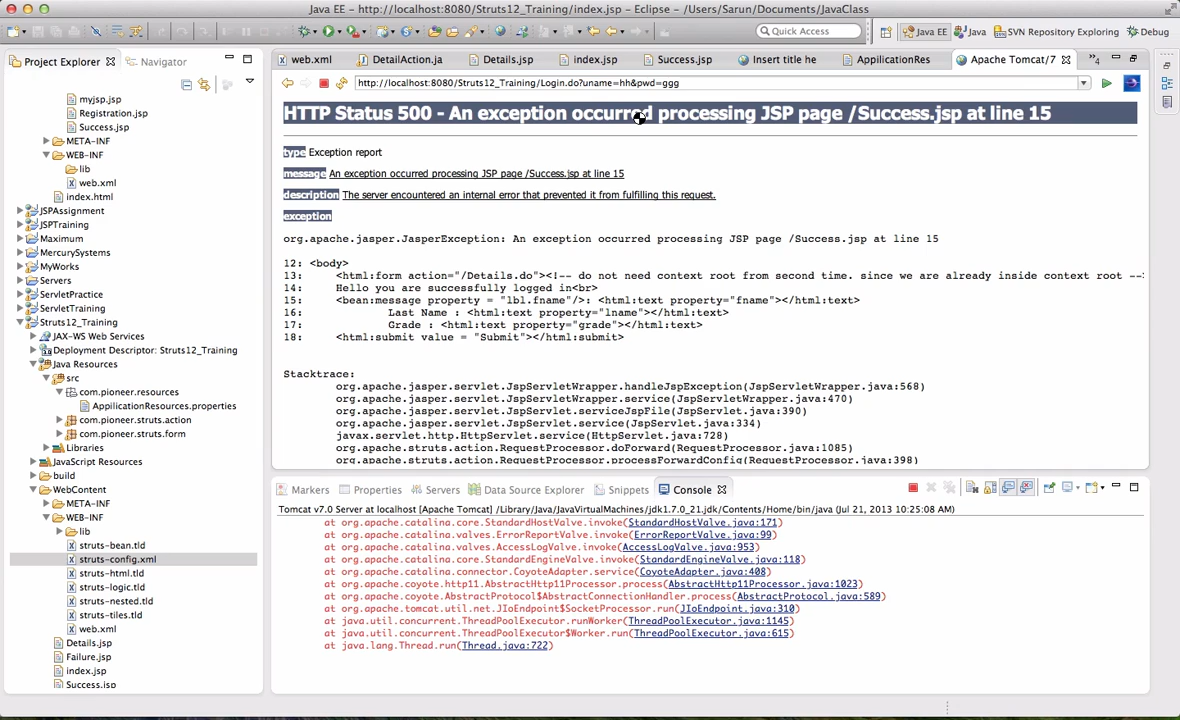 Java EE - http://localhost:8080/Struts12_Training/index.jsp - Eclipse - /Users/Sarun/Documents/JavaClass
Quick Access
Java EE
Java
SVN Repository Exploring
Debug
Project Explorer
Navigator
myjsp.jsp
Registration.jsp
Success.jsp
META-INF
WEB-INF
lib
web.xml
index.html
JSPAssignment
JSPTraining
Maximum
MercurySystems
MyWorks
Servers
ServletPractice
ServletTraining
Struts12_Training
JAX-WS Web Services
Deployment Descriptor: Struts12_Training
Java Resources
src
com.pioneer.resources
ApplicationResources.properties
com.pioneer.struts.action
com.pioneer.struts.form
Libraries
JavaScript Resources
build
WebContent
META-INF
WEB-INF
lib
struts-bean.tld
struts-config.xml
struts-html.tld
struts-logic.tld
struts-nested.tld
struts-tiles.tld
web.xml
Details.jsp
Failure.jsp
index.jsp
Success.jsp
web.xml
DetailAction.ja
Details.jsp
index.jsp
Success.jsp
Insert title he
ApplicationRes
Apache Tomcat/7
»4
http://localhost:8080/Struts12_Training/Login.do?uname=hh&pwd=ggg
HTTP Status 500 - An exception occurred processing JSP page /Success.jsp at line 15
type Exception report
message An exception occurred processing JSP page /Success.jsp at line 15
description The server encountered an internal error that prevented it from fulfilling this request.
exception
org.apache.jasper.JasperException: An exception occurred processing JSP page /Success.jsp at line 15
12: <body>
13: <html:form action="/Details.do"><!-- do not need context root from second time. since we are already inside context root --
14: Hello you are successfully logged in<br>
15: <bean:message property = "lbl.fname"/>: <html:text property="fname"></html:text>
16: Last Name : <html:text property="lname"></html:text>
17: Grade : <html:text property="grade"></html:text>
18: <html:submit value = "Submit"></html:submit>
Stacktrace:
org.apache.jasper.servlet.JspServletWrapper.handleJspException(JspServletWrapper.java:568)
org.apache.jasper.servlet.JspServletWrapper.service(JspServletWrapper.java:470)
org.apache.jasper.servlet.JspServlet.serviceJspFile(JspServlet.java:390)
org.apache.jasper.servlet.JspServlet.service(JspServlet.java:334)
javax.servlet.http.HttpServlet.service(HttpServlet.java:728)
org.apache.struts.action.RequestProcessor.doForward(RequestProcessor.java:1085)
org.apache.struts.action.RequestProcessor.processForwardConfig(RequestProcessor.java:398)
Markers
Properties
Servers
Data Source Explorer
Snippets
Console
Tomcat v7.0 Server at localhost [Apache Tomcat] /Library/Java/JavaVirtualMachines/jdk1.7.0_21.jdk/Contents/Home/bin/java (Jul 21, 2013 10:25:08 AM)
at org.apache.catalina.core.StandardHostValve.invoke(StandardHostValve.java:171)
at org.apache.catalina.valves.ErrorReportValve.invoke(ErrorReportValve.java:99)
at org.apache.catalina.valves.AccessLogValve.invoke(AccessLogValve.java:953)
at org.apache.catalina.core.StandardEngineValve.invoke(StandardEngineValve.java:118)
at org.apache.catalina.connector.CoyoteAdapter.service(CoyoteAdapter.java:408)
at org.apache.coyote.http11.AbstractHttp11Processor.process(AbstractHttp11Processor.java:1023)
at org.apache.coyote.AbstractProtocol$AbstractConnectionHandler.process(AbstractProtocol.java:589)
at org.apache.tomcat.util.net.JIoEndpoint$SocketProcessor.run(JIoEndpoint.java:310)
at java.util.concurrent.ThreadPoolExecutor.runWorker(ThreadPoolExecutor.java:1145)
at java.util.concurrent.ThreadPoolExecutor$Worker.run(ThreadPoolExecutor.java:615)
at java.lang.Thread.run(Thread.java:722)